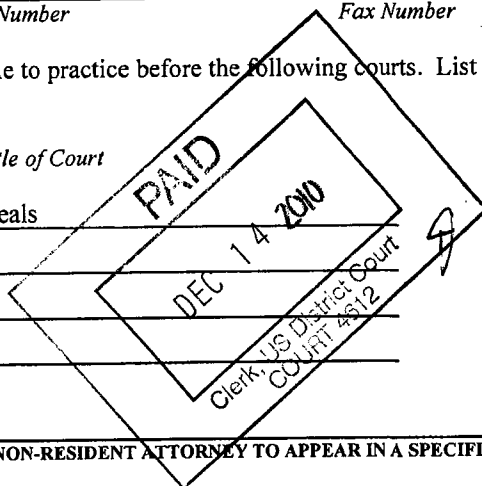 Number Fax Number
le to practice before the following courts. List
tle of Court
PAID
eals
DEC 14 2010
Clerk, US District Court
COURT 4612
NON-RESIDENT ATTORNEY TO APPEAR IN A SPECIFI